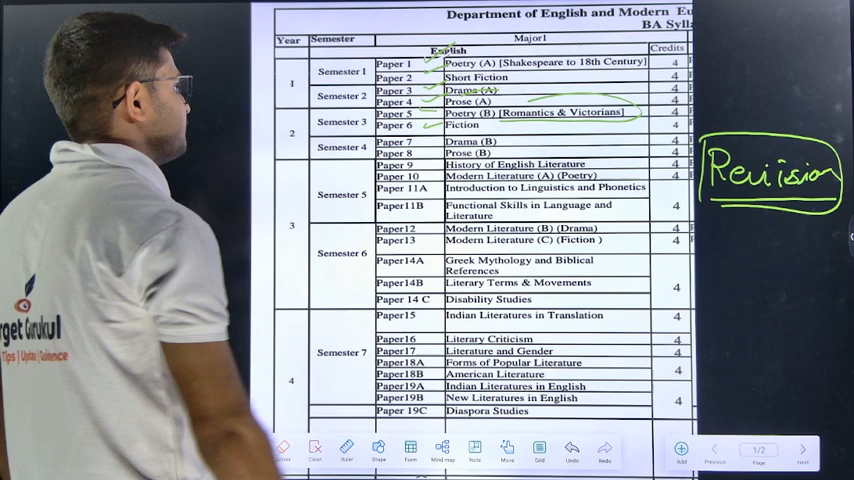 Department of English and Modern Eu
BA Sylla
Year Semester Major1
English Credits
1 Semester I Paper 1 Poetry (A) [Shakespeare to 18th Century] 4
Paper 2 Short Fiction 4
Semester 2 Paper 3 Drama (A) 4
Paper 4 Prose (A) 4
2 Semester 3 Paper 5 Poetry (B) [Romantics & Victorians] 4
Paper 6 Fiction 4
Semester 4 Paper 7 Drama (B) 4
Paper 8 Prose (B) 4
3 Semester 5 Paper 9 History of English Literature 4
Paper 10 Modern Literature (A) (Poetry) 4
Paper 11A Introduction to Linguistics and Phonetics
Paper11B Functional Skills in Language and Literature 4
Semester 6 Paper12 Modern Literature (B) (Drama) 4
Paper13 Modern Literature (C) (Fiction ) 4
Paper14A Greek Mythology and Biblical References
Paper14B Literary Terms & Movements 4
Paper 14 C Disability Studies
4 Semester 7 Paper15 Indian Literatures in Translation 4
Paper16 Literary Criticism 4
Paper17 Literature and Gender 4
Paper18A Forms of Popular Literature 4
Paper18B American Literature
Paper19A Indian Literatures in English 4
Paper19B New Literatures in English
Paper 19C Diaspora Studies
Revision
rget Gurukul
Tips | Update | Guidence
Clean Ruler Shape Form Mind map Note Move Grid Undo Redo Add Previous 1/2 Page Next